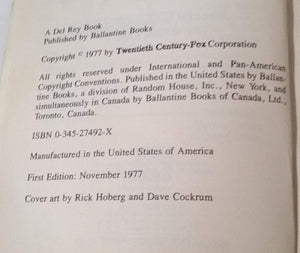 A Del Rey Book
Published by Ballantine Books
Copyright © 1977 by Twentieth Century-Fox Corporation
All rights reserved under International and Pan-American
Copyright Conventions. Published in the United States by Ballan-
tine Books, a division of Random House, Inc., New York, and
simultaneously in Canada by Ballantine Books of Canada, Ltd.,
Toronto, Canada.
ISBN 0-345-27492-X
Manufactured in the United States of America
First Edition: November 1977
Cover art by Rick Hoberg and Dave Cockrum